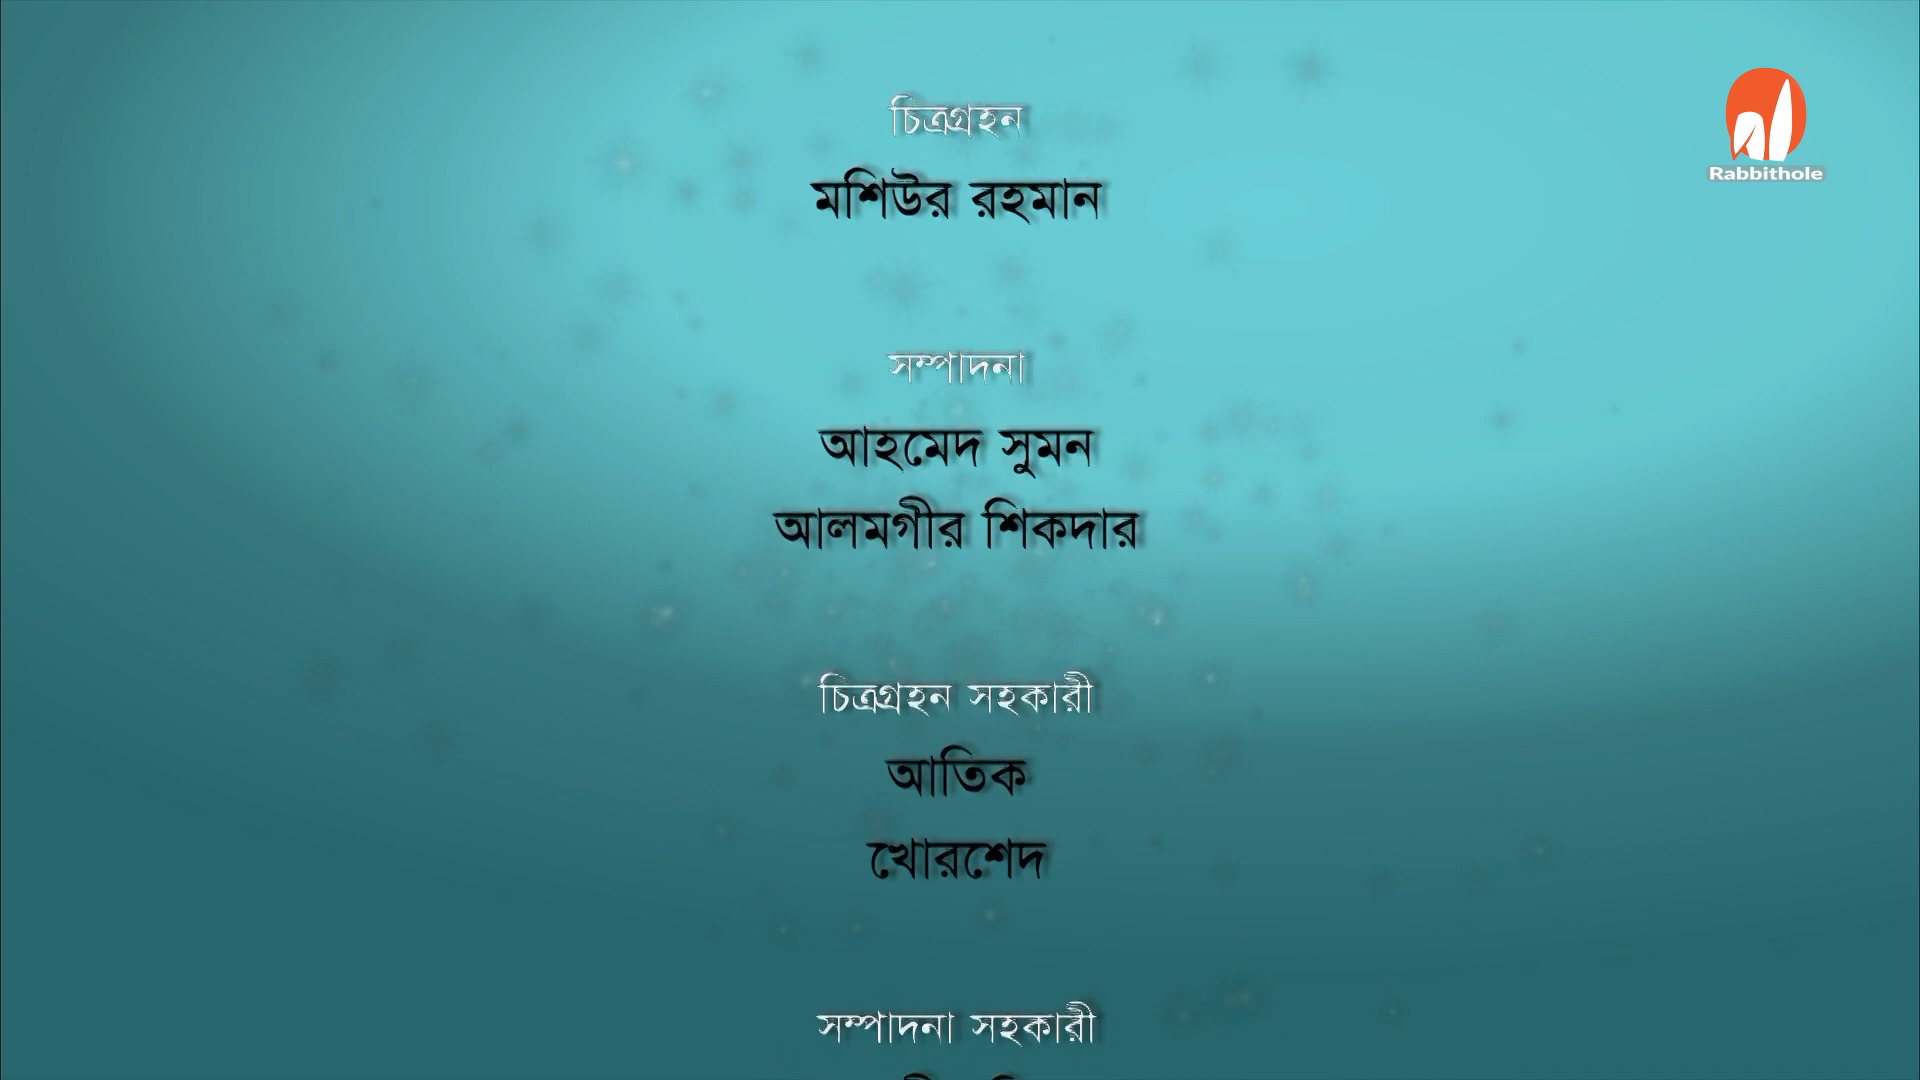 Rabbithole
চিত্রগ্রহন
মশিউর রহমান
সম্পাদনা
আহমেদ সুমন
আলমগীর শিকদার
চিত্রগ্রহন সহকারী
আতিক
খোরশেদ
সম্পাদনা সহকারী